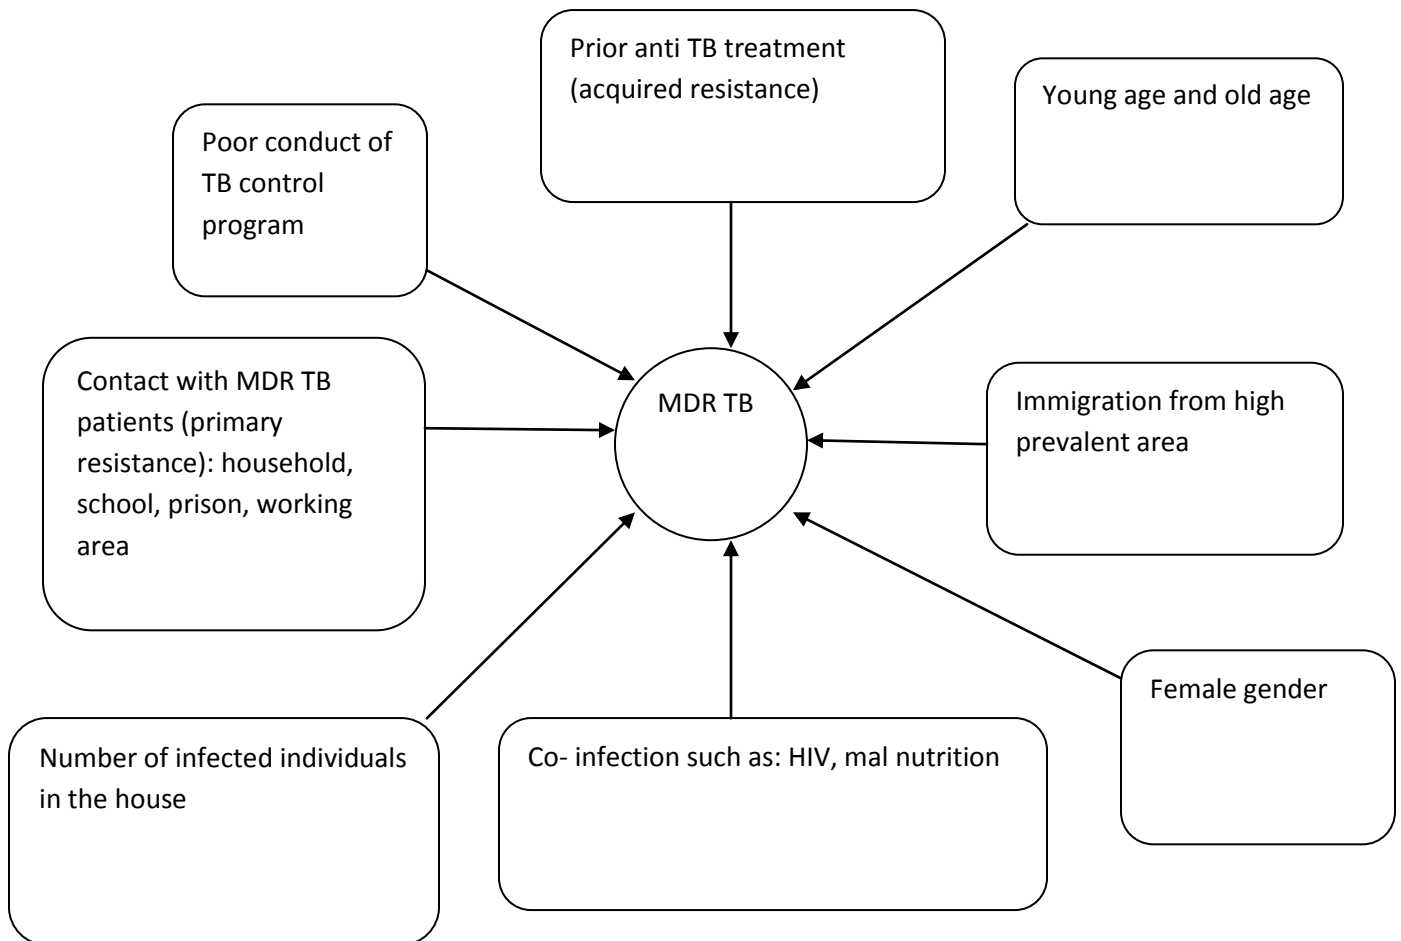 Prior anti TB treatment
(acquired resistance)
Young age and old age
Poor conduct of
TB control
program
Contact with MDR TB
patients (primary
resistance): household,
school, prison, working
area
MDR TB
Immigration from high
prevalent area
Female gender
Number of infected individuals
in the house
Co- infection such as: HIV, mal nutrition